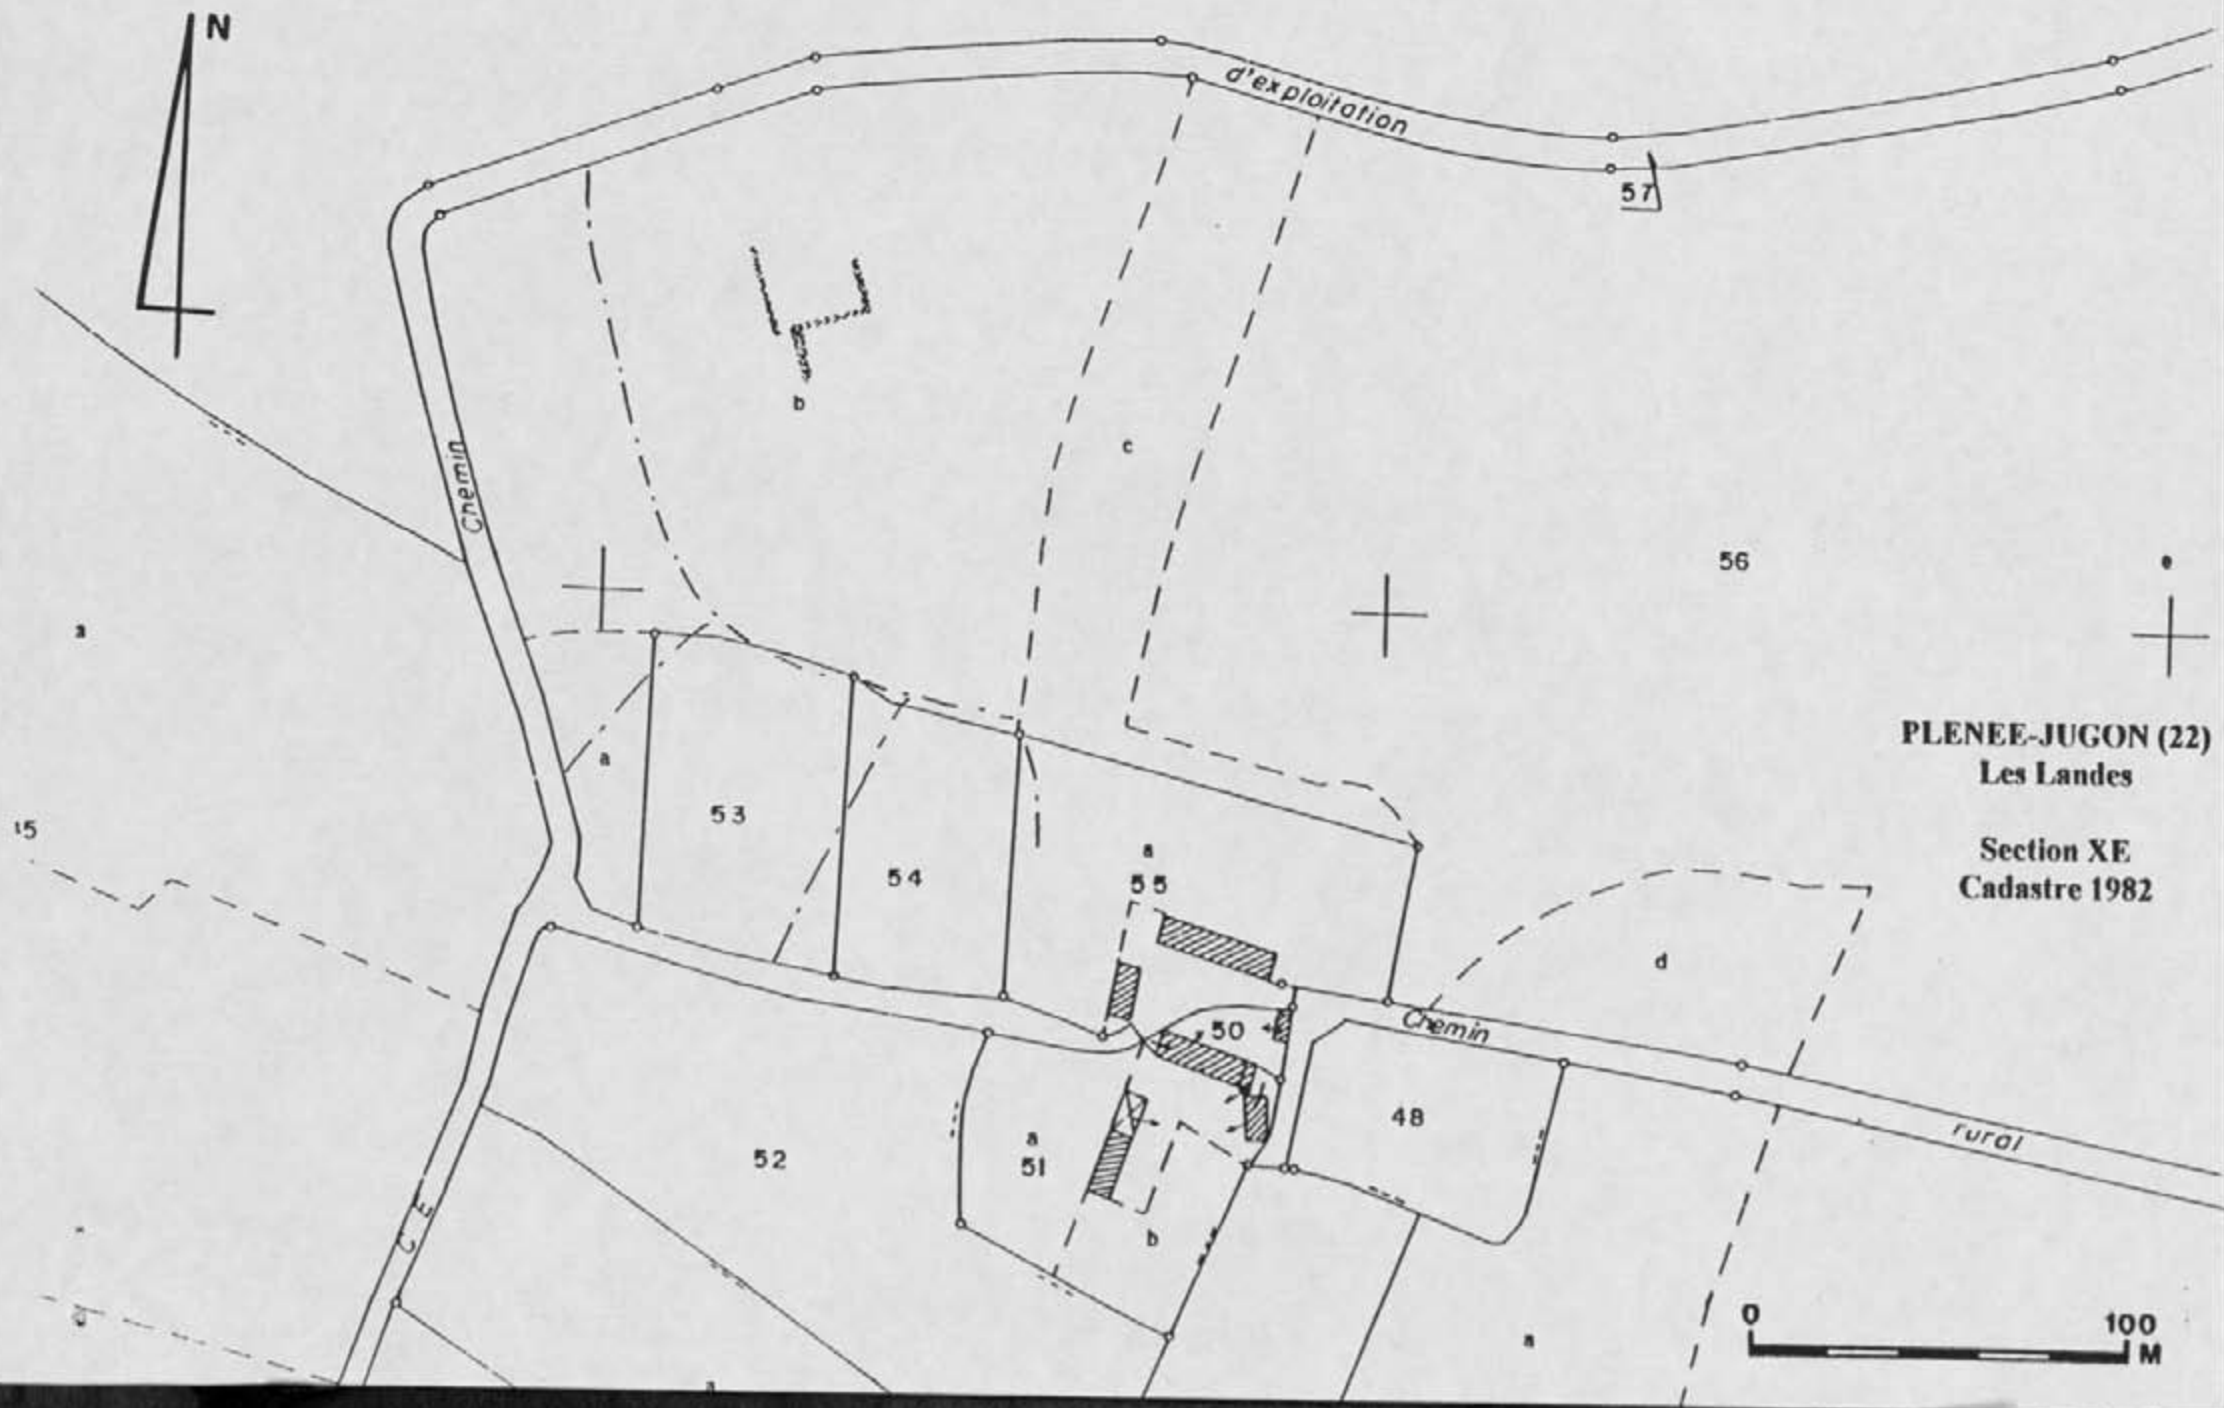 N
d'exploitation
57
b
c
Chemin
56
e
a
PLENEE-JUGON (22)
Les Landes
Section XE
Cadastre 1982
a
53
15
54
a
55
d
50
Chemin
48
rural
52
a
51
b
C E
a
0 100
M
a